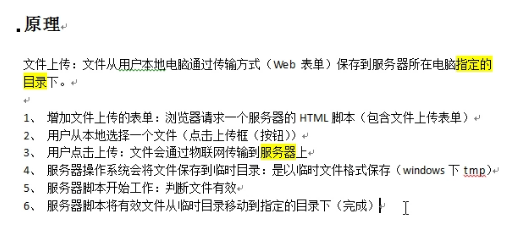 原理
文件上传：文件从用户本地电脑通过传输方式（Web 表单）保存到服务器所在电脑指定的
目录下。
1、 增加文件上传的表单：浏览器请求一个服务器的 HTML 脚本（包含文件上传表单）
2、 用户从本地选择一个文件（点击上传框（按钮））
3、 用户点击上传：文件会通过物联网传输到服务器上
4、 服务器操作系统会将文件保存到临时目录：是以临时文件格式保存（windows 下 tmp）
5、 服务器脚本开始工作：判断文件有效
6、 服务器脚本将有效文件从临时目录移动到指定的目录下（完成）